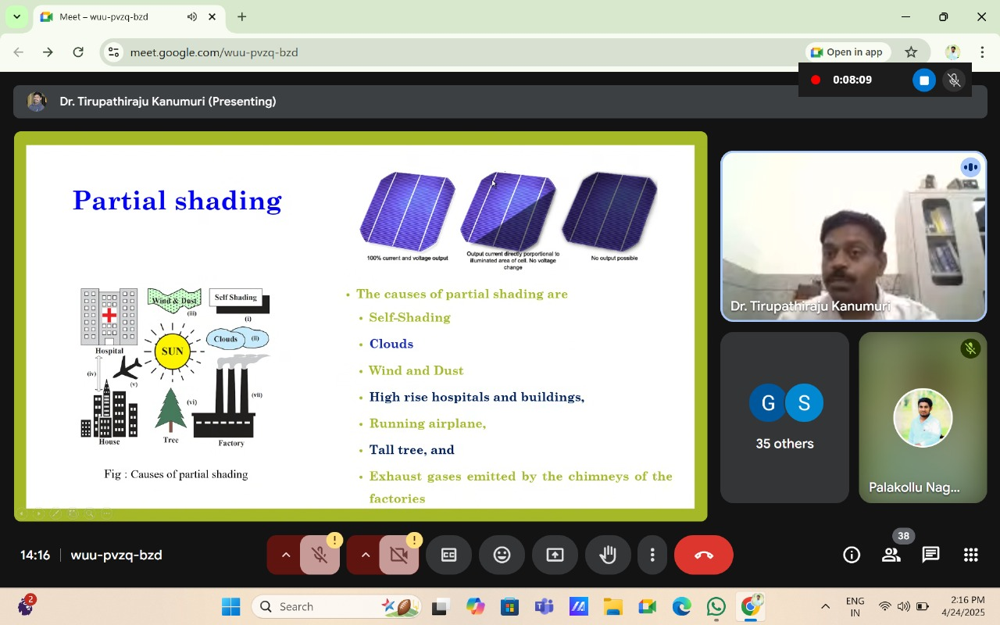 Meet – wuu-pvzq-bzd
meet.google.com/wuu-pvzq-bzd
Open in app
0:08:09
Dr. Tirupathiraju Kanumuri (Presenting)
Partial shading
100% current and voltage output
Output current directly porportional to
illuminated area of cell. No voltage
change
No output possible
Wind & Dust
(iii)
Self Shading
(i)
Clouds
(ii)
SUN
Hospital
(iv)
(v)
(vi)
(vii)
House
Tree
Factory
Fig : Causes of partial shading
• The causes of partial shading are
• Self-Shading
• Clouds
• Wind and Dust
• High rise hospitals and buildings,
• Running airplane,
• Tall tree, and
• Exhaust gases emitted by the chimneys of the
factories
Dr. Tirupathiraju Kanumuri
G S
35 others
Palakollu Nag...
14:16 | wuu-pvzq-bzd
! !
CC
38
2
Search
ENG
IN
2:16 PM
4/24/2025